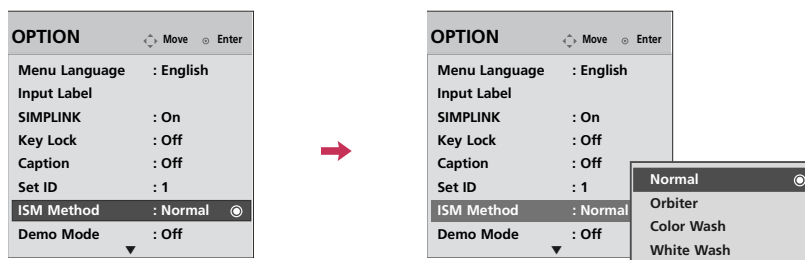 OPTION Move Enter
Menu Language : English
Input Label
SIMPLINK : On
Key Lock : Off
Caption : Off
Set ID : 1
ISM Method : Normal
Demo Mode : Off
OPTION Move Enter
Menu Language : English
Input Label
SIMPLINK : On
Key Lock : Off
Caption : Off
Set ID : 1
ISM Method : Normal
Demo Mode : Off
Normal
Orbiter
Color Wash
White Wash